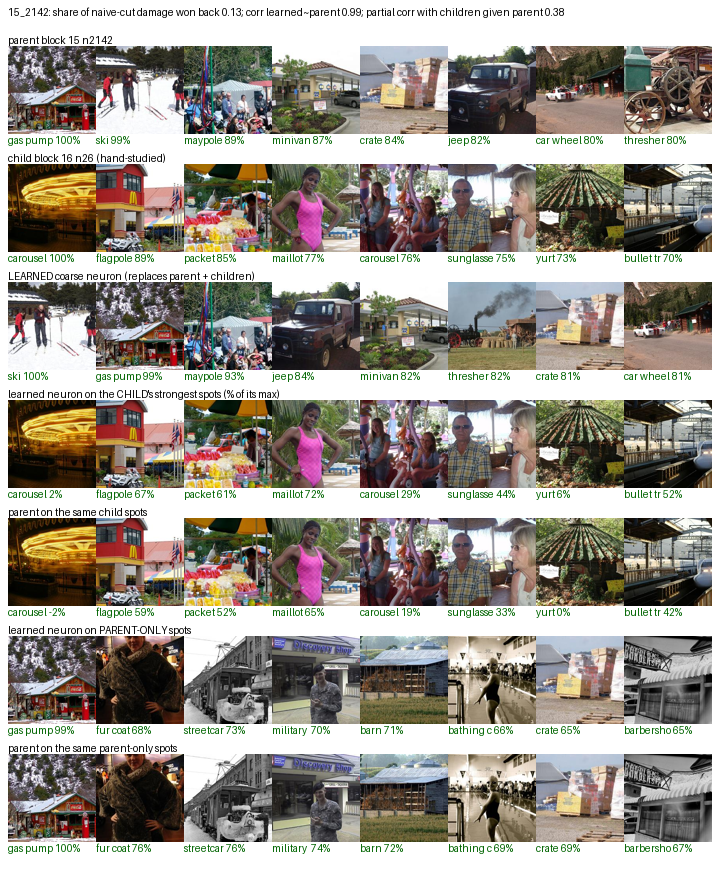 15_2142: share of naive-cut damage won back 0.13; corr learned~parent 0.99; partial corr with children given parent 0.38
parent block 15 n2142
gas pump 100% ski 99% maypole 89% minivan 87% crate 84% jeep 82% car wheel 80% thresher 80%
child block 16 n26 (hand-studied)
carousel 100% flagpole 89% packet 85% maillot 77% carousel 76% sunglasse 75% yurt 73% bullet tr 70%
LEARNED coarse neuron (replaces parent + children)
ski 100% gas pump 99% maypole 93% jeep 84% minivan 82% thresher 82% crate 81% car wheel 81%
learned neuron on the CHILD's strongest spots (% of its max)
carousel 2% flagpole 67% packet 61% maillot 72% carousel 29% sunglasse 44% yurt 6% bullet tr 52%
parent on the same child spots
carousel -2% flagpole 59% packet 52% maillot 65% carousel 19% sunglasse 33% yurt 0% bullet tr 42%
learned neuron on PARENT-ONLY spots
Discovery Shop
gas pump 99% fur coat 68% streetcar 73% military 70% barn 71% bathing c 66% crate 65% barbersho 65%
parent on the same parent-only spots
Discovery Shop
gas pump 100% fur coat 76% streetcar 76% military 74% barn 72% bathing c 69% crate 69% barbersho 67%